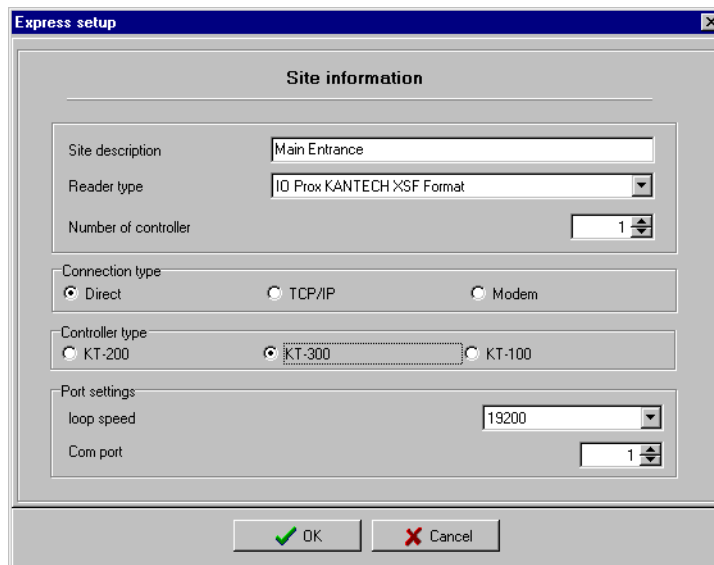 Express setup
Site information
Site description Main Entrance
Reader type IO Prox KANTECH XSF Format
Number of controller 1
Connection type
Direct TCP/IP Modem
Controller type
KT-200 KT-300 KT-100
Port settings
loop speed 19200
Com port 1
OK Cancel